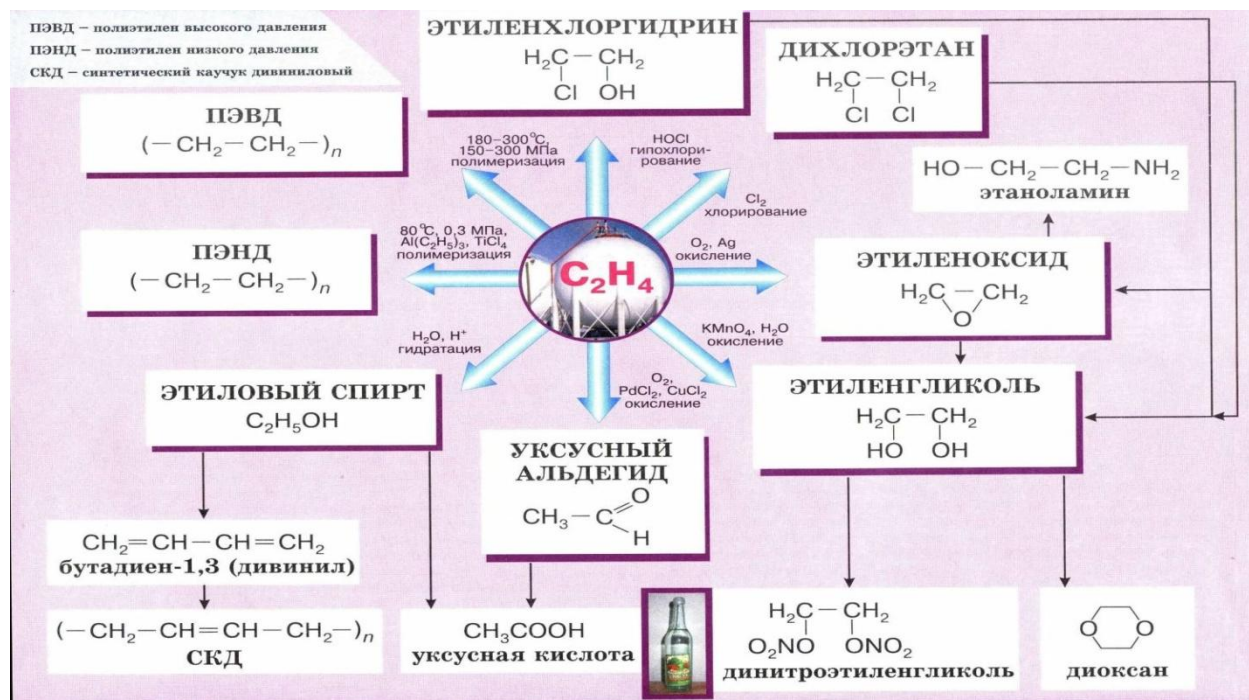 ПЭВД – полиэтилен высокого давления
ПЭНД – полиэтилен низкого давления
СКД – синтетический каучук дивиниловый
ЭТИЛЕНХЛОРГИДРИН
H₂C – CH₂
Cl OH
ДИХЛОРЭТАН
H₂C – CH₂
Cl Cl
ПЭВД
(–CH₂–CH₂–)ₙ
180–300°C,
150–300 МПа
полимеризация
HOCl
гипохлори-
рование
Cl₂
хлорирование
HO–CH₂–CH₂–NH₂
этаноламин
ПЭНД
(–CH₂–CH₂–)ₙ
80°C, 0,3 МПа,
Al(C₂H₅)₃, TiCl₄
полимеризация
C₂H₄
O₂, Ag
окисление
ЭТИЛЕНОКСИД
H₂C – CH₂
O
H₂O, H⁺
гидратация
KMnO₄, H₂O
окисление
O₂,
PdCl₂, CuCl₂
окисление
ЭТИЛОВЫЙ СПИРТ
C₂H₅OH
ЭТИЛЕНГЛИКОЛЬ
H₂C – CH₂
HO OH
УКСУСНЫЙ
АЛЬДЕГИД
O
CH₃–C
H
CH₂=CH–CH=CH₂
бутадиен-1,3 (дивинил)
(–CH₂–CH=CH–CH₂–)ₙ
СКД
CH₃COOH
уксусная кислота
H₂C – CH₂
O₂NO ONO₂
динитроэтиленгликоль
O O
диоксан